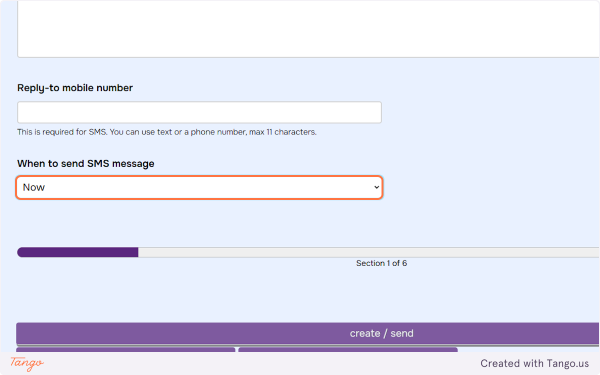 Reply-to mobile number
This is required for SMS. You can use text or a phone number, max 11 characters.
When to send SMS message
Now
Section 1 of 6
create / send
Tango
Created with Tango.us